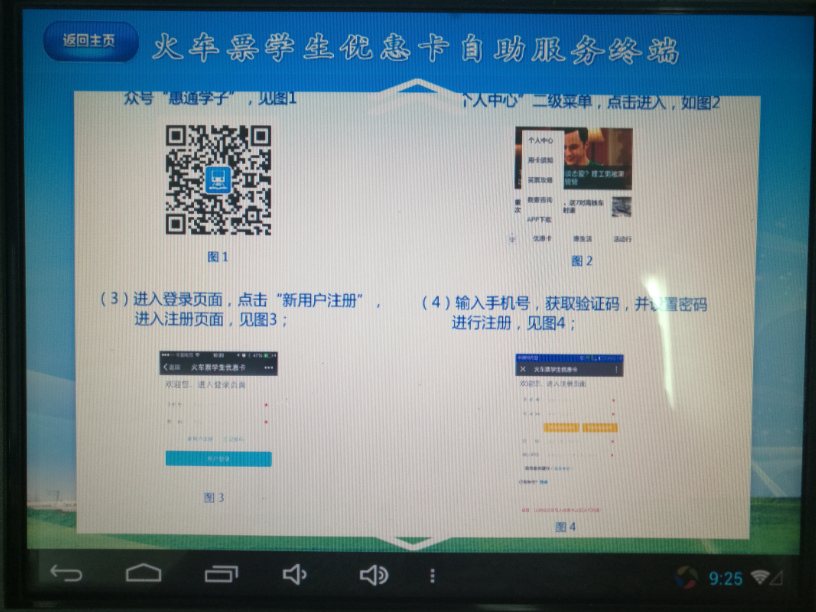 返回主页
火车票学生优惠卡自助服务终端
众号“惠通学子”，见图1
个人中心”二级菜单，点击进入，如图2
个人中心
用卡须知
买票攻略
我要咨询
APP下载
优惠卡
惠生活
活动行
图1
图2
（3）进入登录页面，点击“新用户注册”，
进入注册页面，见图3；
（4）输入手机号，获取验证码，并设置密码
进行注册，见图4；
返回 火车票学生优惠卡
欢迎您，进入登录页面
火车票学生优惠卡
欢迎您，进入注册页面
图3
图4
9:25